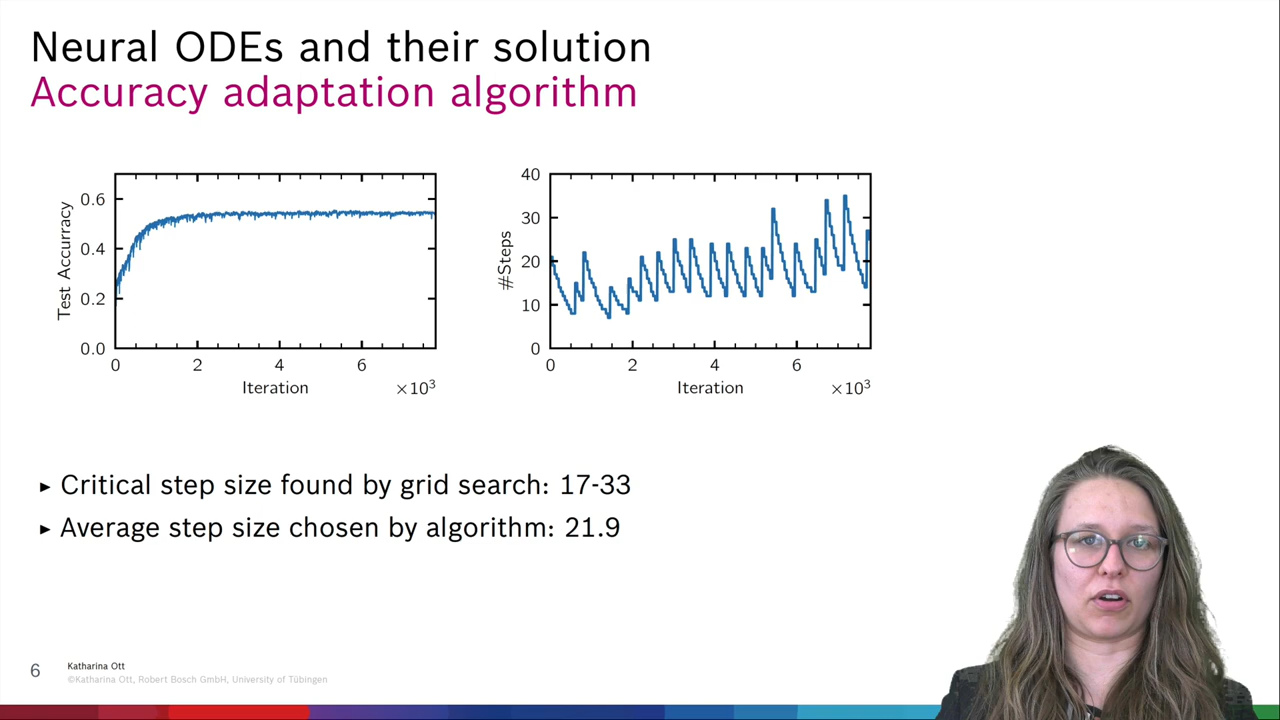 Neural ODEs and their solution
Accuracy adaptation algorithm
Test Accurracy
0.6
0.4
0.2
0.0
0 2 4 6
Iteration ×10³
#Steps
40
30
20
10
0
0 2 4 6
Iteration ×10³
▸ Critical step size found by grid search: 17-33
▸ Average step size chosen by algorithm: 21.9
6 Katharina Ott
©Katharina Ott, Robert Bosch GmbH, University of Tübingen